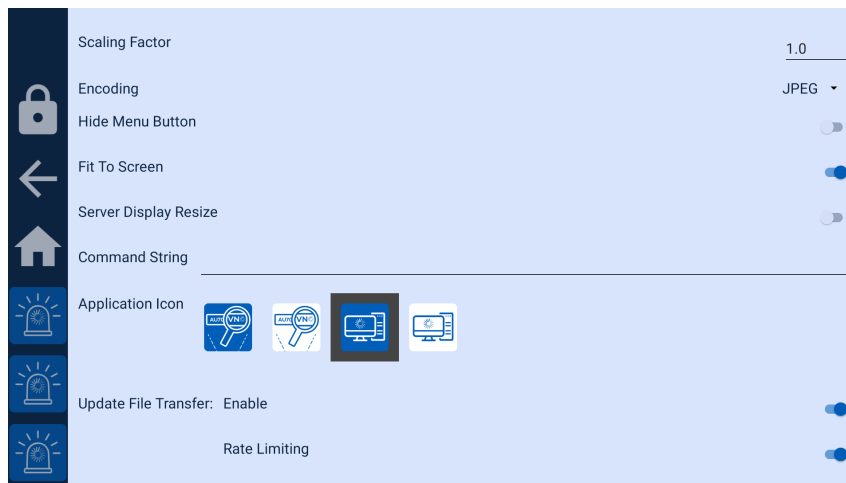 Scaling Factor
1.0
Encoding
JPEG
Hide Menu Button
Fit To Screen
Server Display Resize
Command String
Application Icon
AUTO VNC
AUTO VNC
Update File Transfer: Enable
Rate Limiting